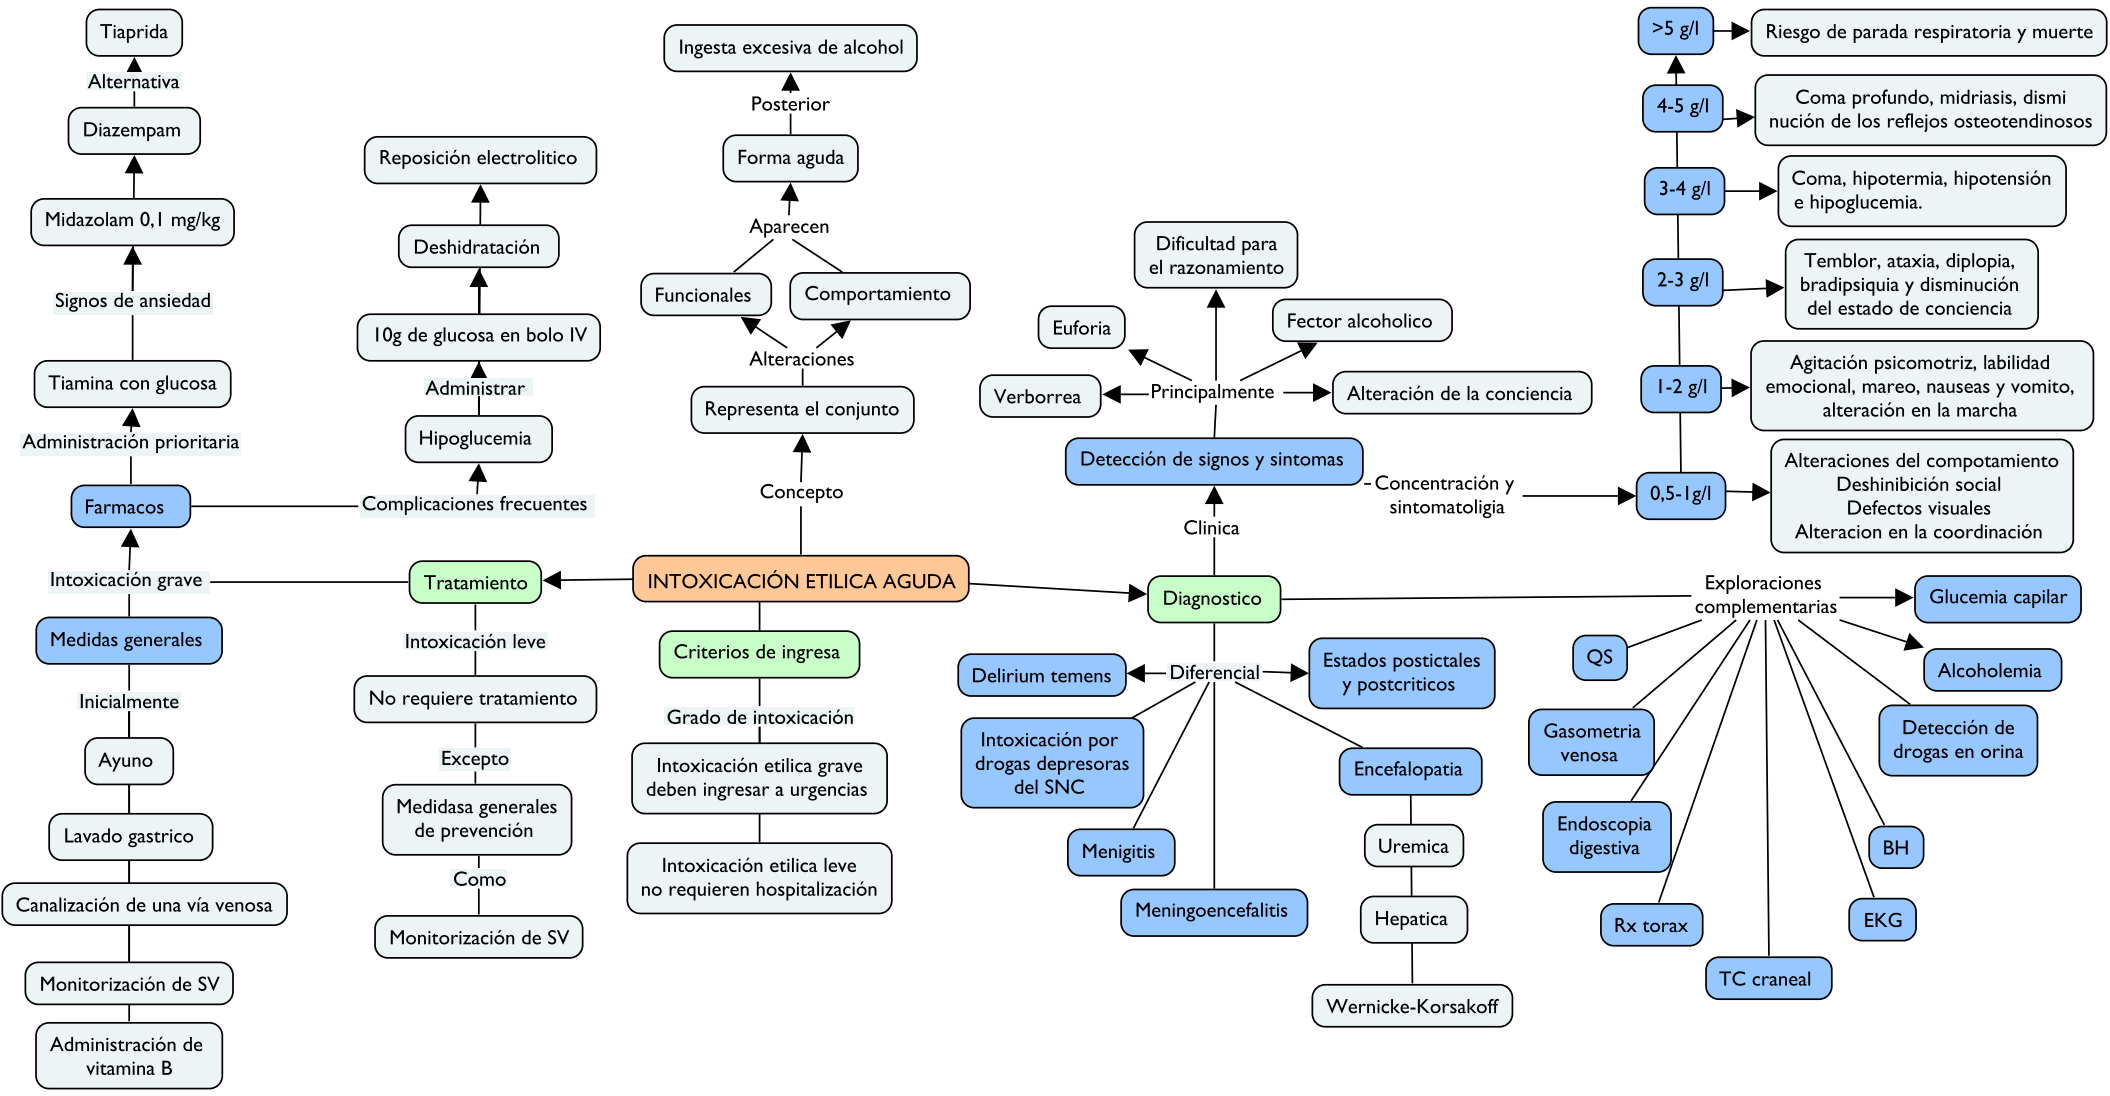 Tiaprida
Alternativa
Diazempam
Midazolam 0,1 mg/kg
Signos de ansiedad
Tiamina con glucosa
Administración prioritaria
Farmacos
Intoxicación grave
Medidas generales
Inicialmente
Ayuno
Lavado gastrico
Canalización de una vía venosa
Monitorización de SV
Administración de
vitamina B
Reposición electrolitico
Deshidratación
10g de glucosa en bolo IV
Administrar
Hipoglucemia
Complicaciones frecuentes
Tratamiento
Intoxicación leve
No requiere tratamiento
Excepto
Medidasa generales
de prevención
Como
Monitorización de SV
Ingesta excesiva de alcohol
Posterior
Forma aguda
Aparecen
Funcionales
Comportamiento
Alteraciones
Representa el conjunto
Concepto
INTOXICACIÓN ETILICA AGUDA
Criterios de ingresa
Grado de intoxicación
Intoxicación etilica grave
deben ingresar a urgencias
Intoxicación etilica leve
no requieren hospitalización
Dificultad para
el razonamiento
Euforia
Fector alcoholico
Verborrea
Principalmente
Alteración de la conciencia
Detección de signos y sintomas
Concentración y
sintomatoligia
Clinica
Diagnostico
Diferencial
Delirium temens
Estados postictales
y postcriticos
Intoxicación por
drogas depresoras
del SNC
Encefalopatia
Menigitis
Uremica
Meningoencefalitis
Hepatica
Wernicke-Korsakoff
>5 g/l
Riesgo de parada respiratoria y muerte
4-5 g/l
Coma profundo, midriasis, dismi
nución de los reflejos osteotendinosos
3-4 g/l
Coma, hipotermia, hipotensión
e hipoglucemia.
2-3 g/l
Temblor, ataxia, diplopia,
bradipsiquia y disminución
del estado de conciencia
1-2 g/l
Agitación psicomotriz, labilidad
emocional, mareo, nauseas y vomito,
alteración en la marcha
0,5-1g/l
Alteraciones del compotamiento
Deshinibición social
Defectos visuales
Alteracion en la coordinación
Exploraciones
complementarias
Glucemia capilar
QS
Alcoholemia
Gasometria
venosa
Detección de
drogas en orina
Endoscopia
digestiva
BH
Rx torax
EKG
TC craneal